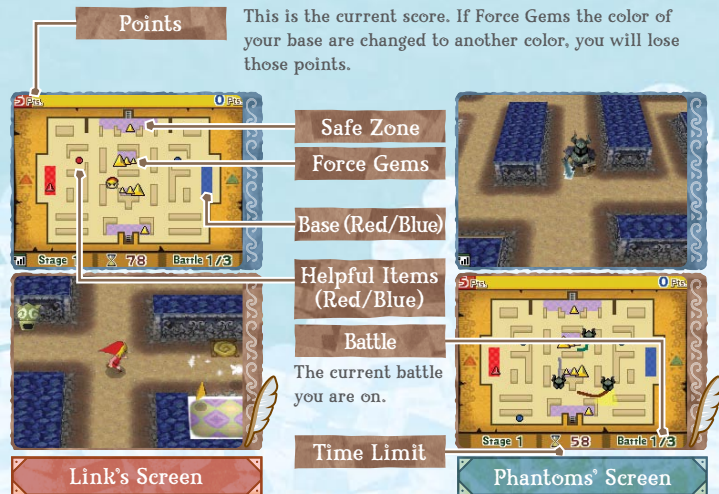 Points
This is the current score. If Force Gems the color of
your base are changed to another color, you will lose
those points.
5 Pts.
0 Pts.
Safe Zone
Force Gems
Base (Red/Blue)
Stage 1
78
Battle 1/3
Helpful Items
(Red/Blue)
5 Pts.
0 Pts.
Battle
The current battle
you are on.
Stage 1
58
Battle 1/3
Time Limit
Link's Screen
Phantoms' Screen